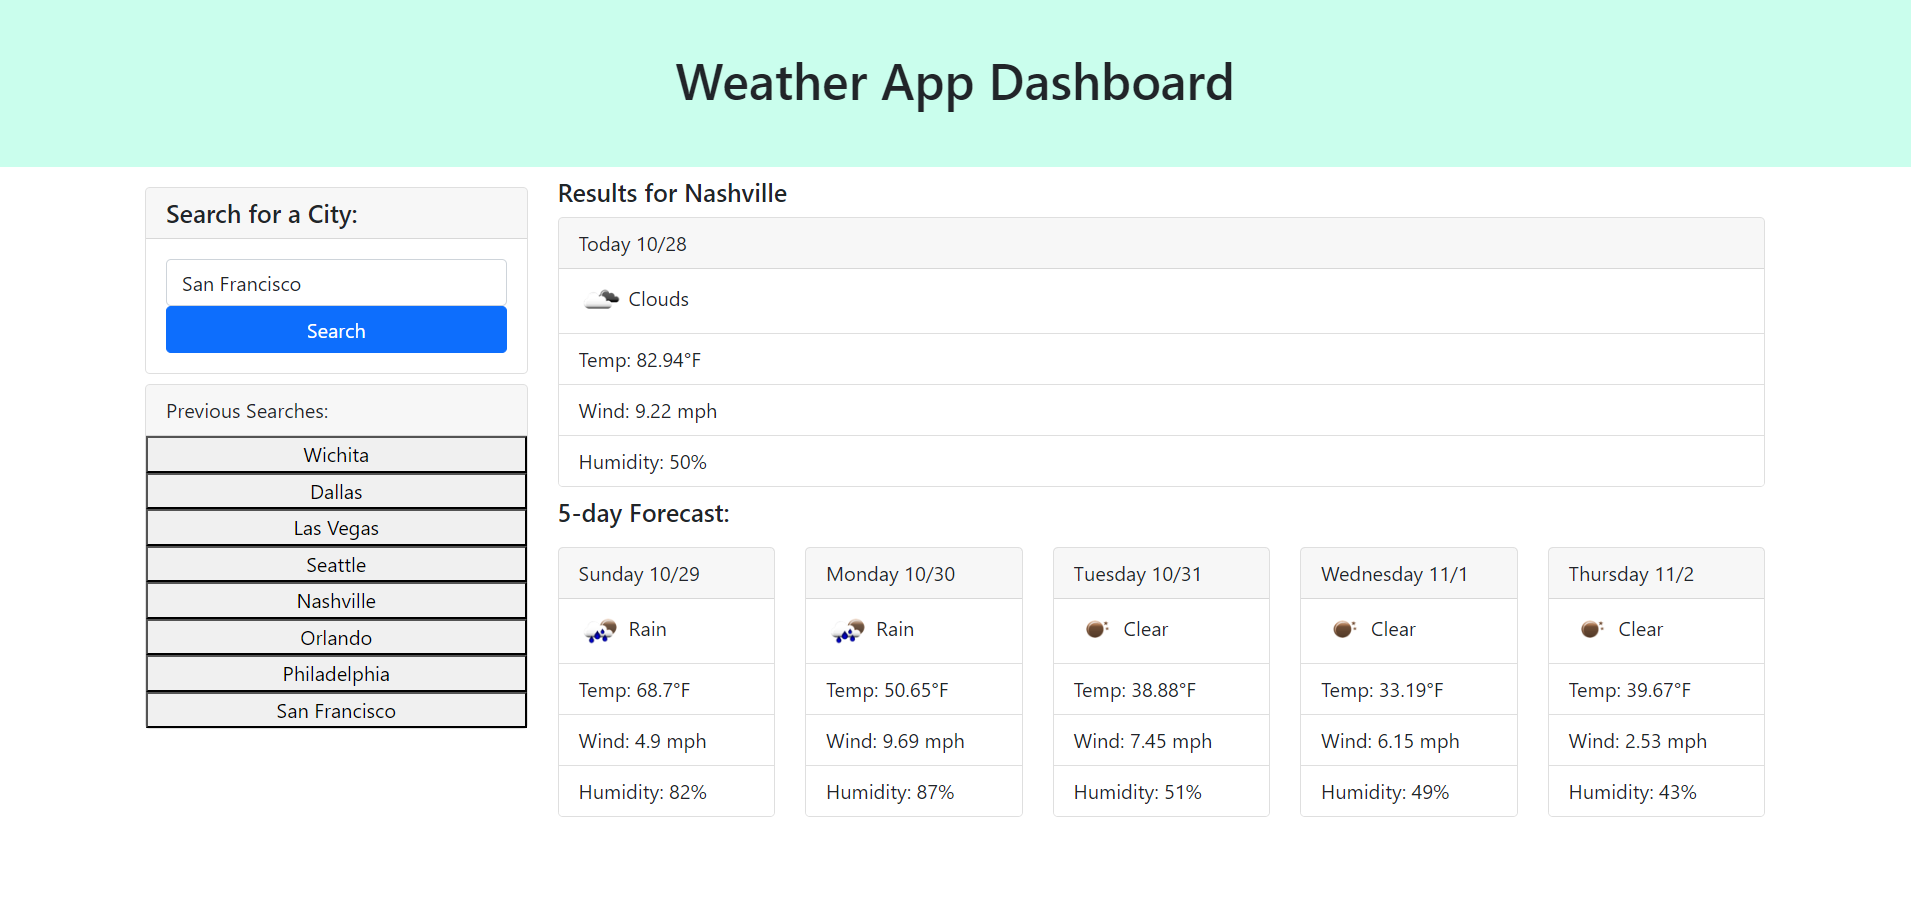 Weather App Dashboard
Search for a City:
San Francisco
Search
Previous Searches:
Wichita
Dallas
Las Vegas
Seattle
Nashville
Orlando
Philadelphia
San Francisco
Results for Nashville
Today 10/28
Clouds
Temp: 82.94°F
Wind: 9.22 mph
Humidity: 50%
5-day Forecast:
Sunday 10/29
Rain
Temp: 68.7°F
Wind: 4.9 mph
Humidity: 82%
Monday 10/30
Rain
Temp: 50.65°F
Wind: 9.69 mph
Humidity: 87%
Tuesday 10/31
Clear
Temp: 38.88°F
Wind: 7.45 mph
Humidity: 51%
Wednesday 11/1
Clear
Temp: 33.19°F
Wind: 6.15 mph
Humidity: 49%
Thursday 11/2
Clear
Temp: 39.67°F
Wind: 2.53 mph
Humidity: 43%